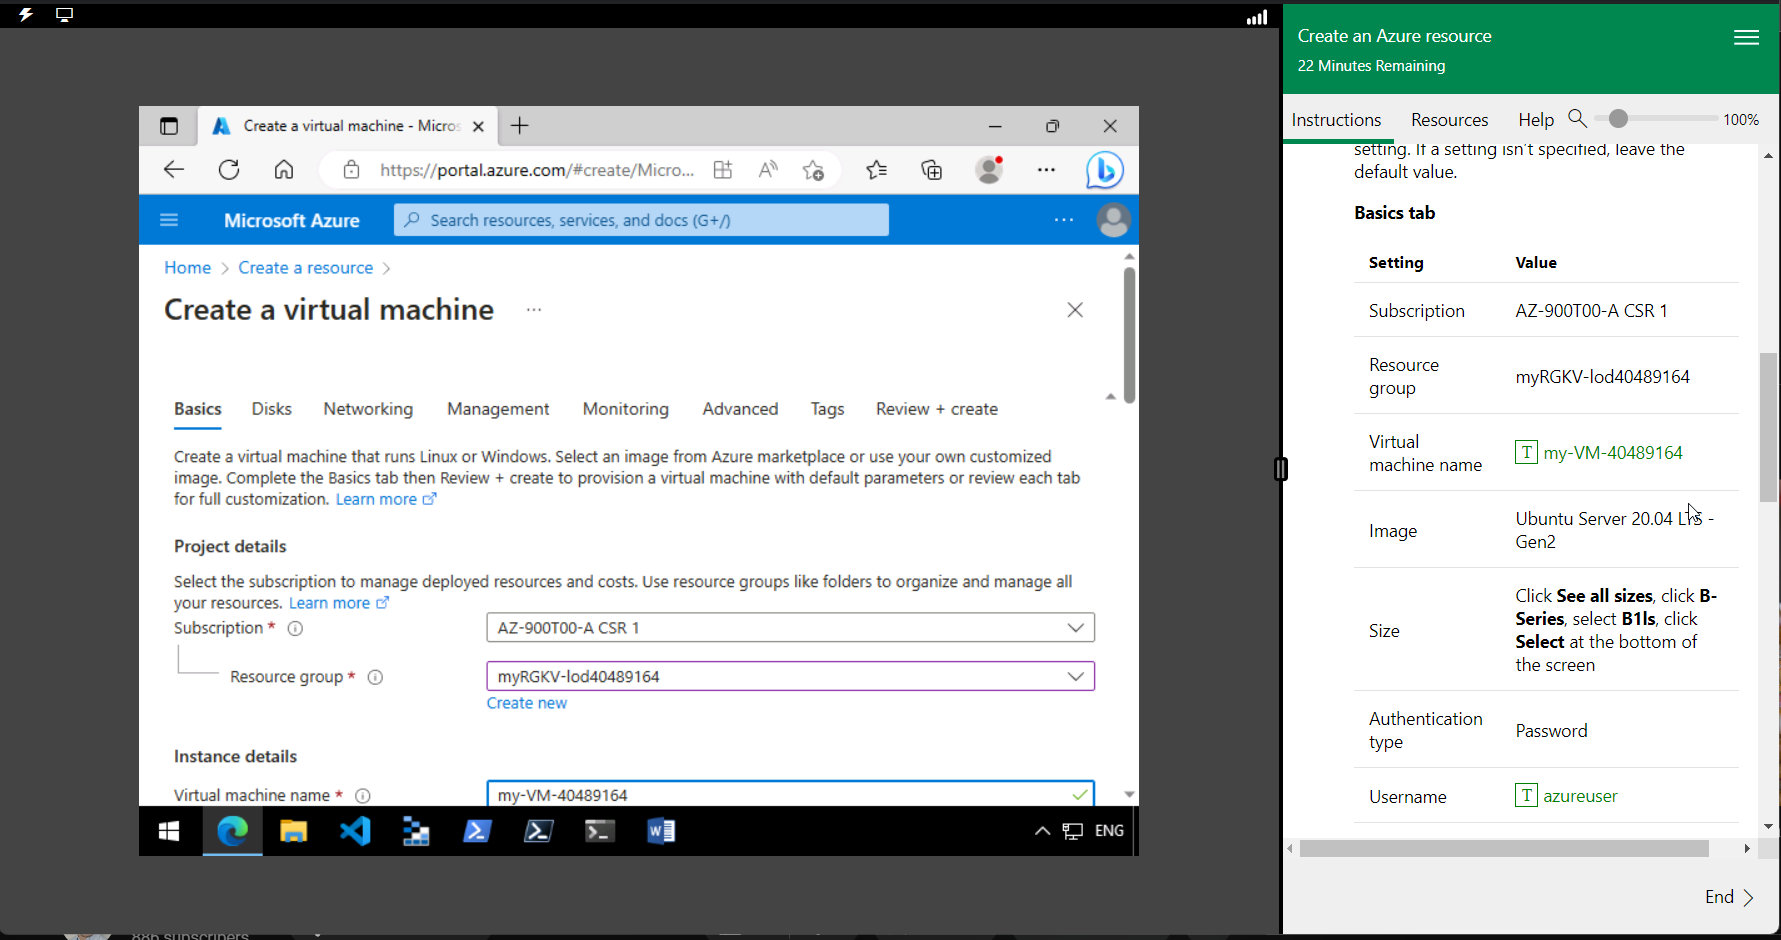 Create a virtual machine - Micros
https://portal.azure.com/#create/Micro...
Microsoft Azure
Search resources, services, and docs (G+/)
Home > Create a resource >
Create a virtual machine ...
Basics Disks Networking Management Monitoring Advanced Tags Review + create
Create a virtual machine that runs Linux or Windows. Select an image from Azure marketplace or use your own customized
image. Complete the Basics tab then Review + create to provision a virtual machine with default parameters or review each tab
for full customization. Learn more
Project details
Select the subscription to manage deployed resources and costs. Use resource groups like folders to organize and manage all
your resources. Learn more
Subscription *
AZ-900T00-A CSR 1
Resource group *
myRGKV-lod40489164
Create new
Instance details
Virtual machine name *
my-VM-40489164
ENG
Create an Azure resource
22 Minutes Remaining
Instructions Resources Help 100%
setting. If a setting isn't specified, leave the
default value.
Basics tab
Setting Value
Subscription AZ-900T00-A CSR 1
Resource
group
myRGKV-lod40489164
Virtual
machine name
T my-VM-40489164
Image
Ubuntu Server 20.04 LTS -
Gen2
Size
Click See all sizes, click B-
Series, select B1ls, click
Select at the bottom of
the screen
Authentication
type
Password
Username
T azureuser
End >
subscribers